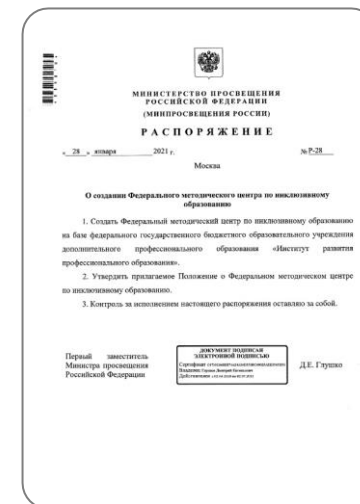 МИНИСТЕРСТВО ПРОСВЕЩЕНИЯ
РОССИЙСКОЙ ФЕДЕРАЦИИ
(МИНПРОСВЕЩЕНИЯ РОССИИ)
РАСПОРЯЖЕНИЕ
« 28 » января 2021 г. № Р-28
Москва
О создании Федерального методического центра по инклюзивному
образованию
1. Создать Федеральный методический центр по инклюзивному образованию
на базе федерального государственного бюджетного образовательного учреждения
дополнительного профессионального образования «Институт развития
профессионального образования».
2. Утвердить прилагаемое Положение о Федеральном методическом центре
по инклюзивному образованию.
3. Контроль за исполнением настоящего распоряжения оставляю за собой.
Первый заместитель
Министра просвещения
Российской Федерации
ДОКУМЕНТ ПОДПИСАН
ЭЛЕКТРОННОЙ ПОДПИСЬЮ
Сертификат
Владелец
Д.Е. Глушко